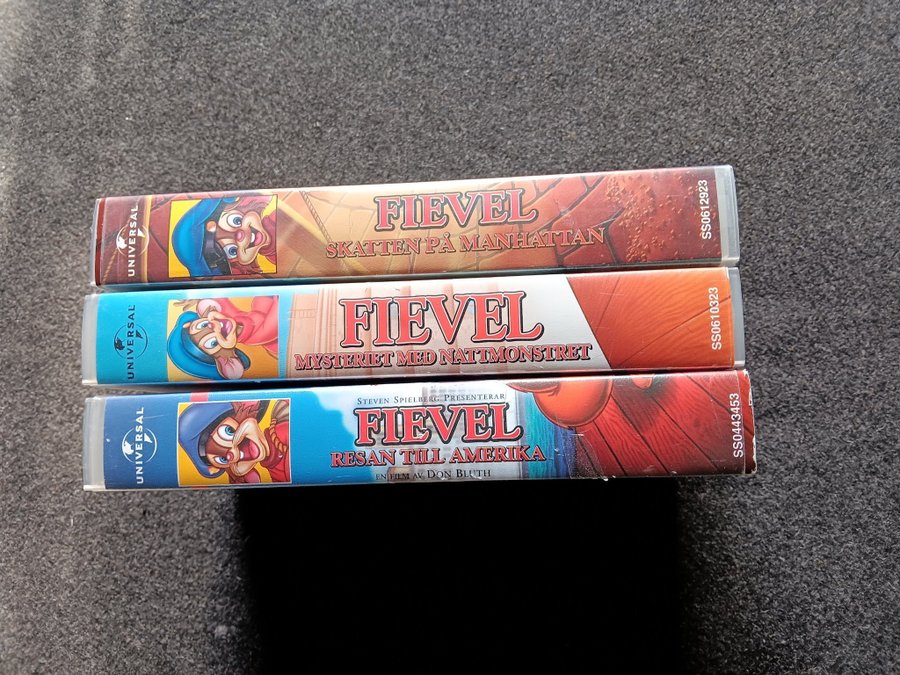 UNIVERSAL
FIEVEL
SKATTEN PÅ MANHATTAN
SS0612923
UNIVERSAL
FIEVEL
MYSTERIET MED NATTMONSTRET
SS0610323
UNIVERSAL
STEVEN SPIELBERG PRESENTERAR
FIEVEL
RESAN TILL AMERIKA
EN FILM AV DON BLUTH
SS0443453